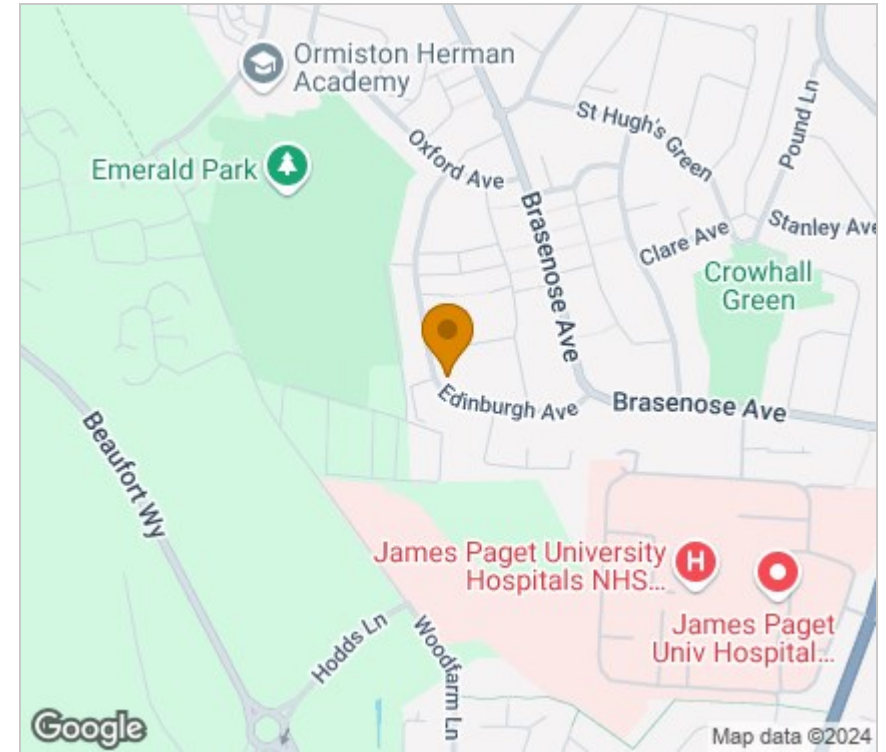 Ormiston Herman
Academy
Emerald Park
Oxford Ave
St Hugh's Green
Pound Ln
Brasenose Ave
Clare Ave
Stanley Ave
Crowhall
Green
Edinburgh Ave
Brasenose Ave
Beaufort Wy
James Paget University
Hospitals NHS...
H
James Paget
Univ Hospital...
Hodds Ln
Woodfarm Ln
Google
Map data ©2024